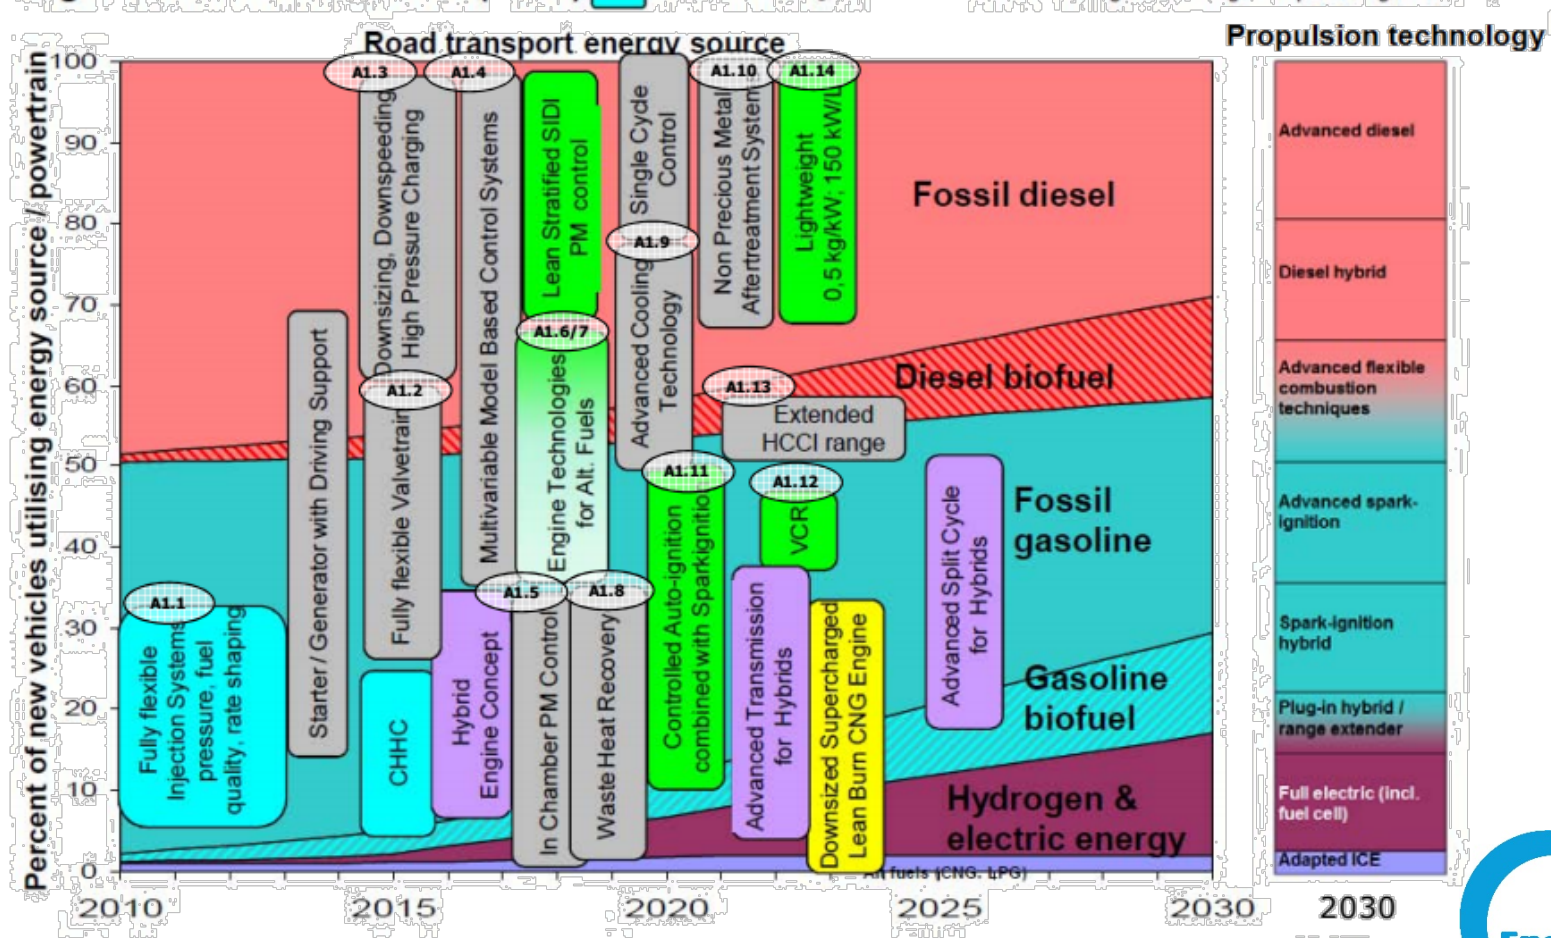 Road transport energy source
Propulsion technology
Percent of new vehicles utilising energy source / powertrain
100
90
80
70
60
50
40
30
20
10
0
2010
2015
2020
2025
2030
A1.1
Fully flexible
Injection Systems
pressure, fuel
quality, rate shaping
Starter / Generator with Driving Support
A1.3
Downsizing, Downspeeding
High Pressure Charging
A1.2
Fully flexible Valvetrain
CHHC
A1.4
Multivariable Model Based Control Systems
Hybrid
Engine Concept
Lean Stratified SIDI
PM control
A1.6/7
Engine Technologies
for Alt. Fuels
A1.5
In Chamber PM Control
A1.8
Waste Heat Recovery
Single Cycle
Control
A1.9
Advanced Cooling
Technology
A1.11
Controlled Auto-ignition
combined with Sparkignitio
A1.10
Non Precious Metal
Aftertreatment System
A1.14
Lightweight
0,5 kg/kW; 150 kW/L
A1.13
Extended
HCCI range
A1.12
VCR
Advanced Transmission
for Hybrids
Downsized Supercharged
Lean Burn CNG Engine
Advanced Split Cycle
for Hybrids
Fossil diesel
Diesel biofuel
Fossil
gasoline
Gasoline
biofuel
Hydrogen &
electric energy
fuels (CNG. LPG)
Advanced diesel
Diesel hybrid
Advanced flexible
combustion
techniques
Advanced spark-
ignition
Spark-ignition
hybrid
Plug-in hybrid /
range extender
Full electric (incl.
fuel cell)
Adapted ICE
2030